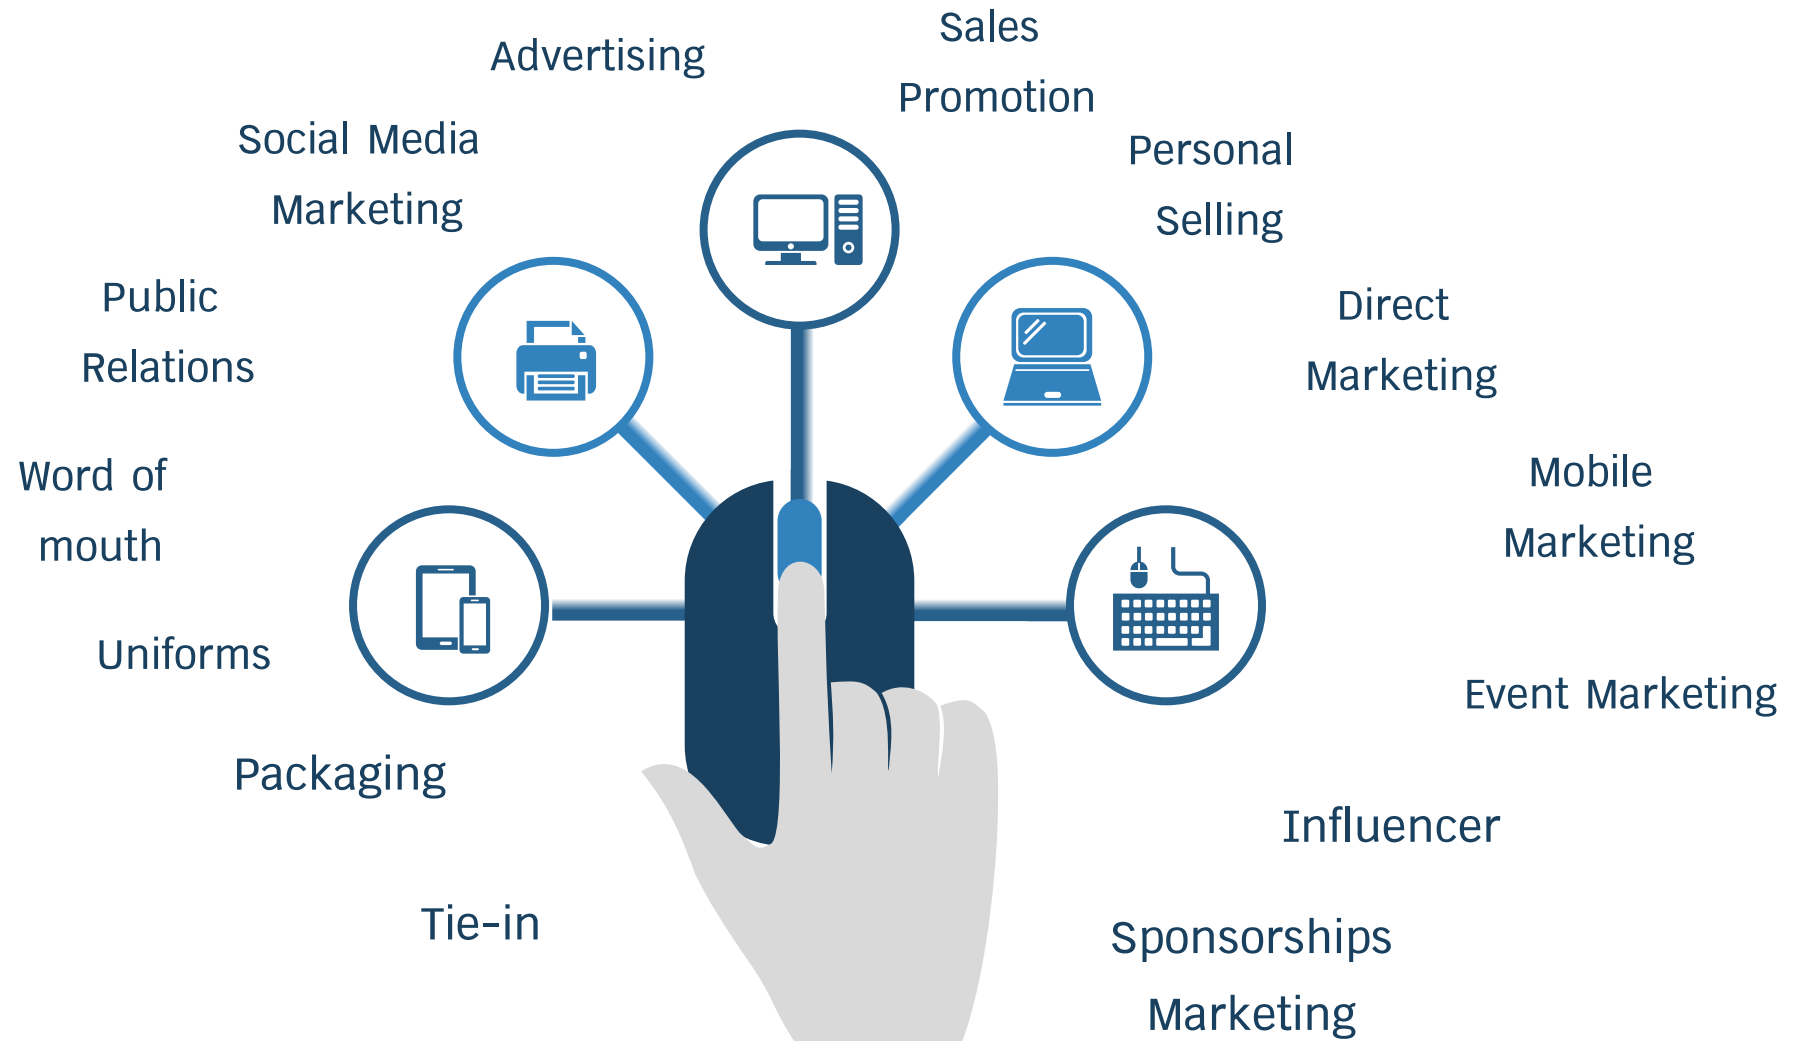 Advertising
Sales
Promotion
Social Media
Marketing
Personal
Selling
Public
Relations
Direct
Marketing
Word of
mouth
Mobile
Marketing
Uniforms
Event Marketing
Packaging
Influencer
Tie-in
Sponsorships
Marketing